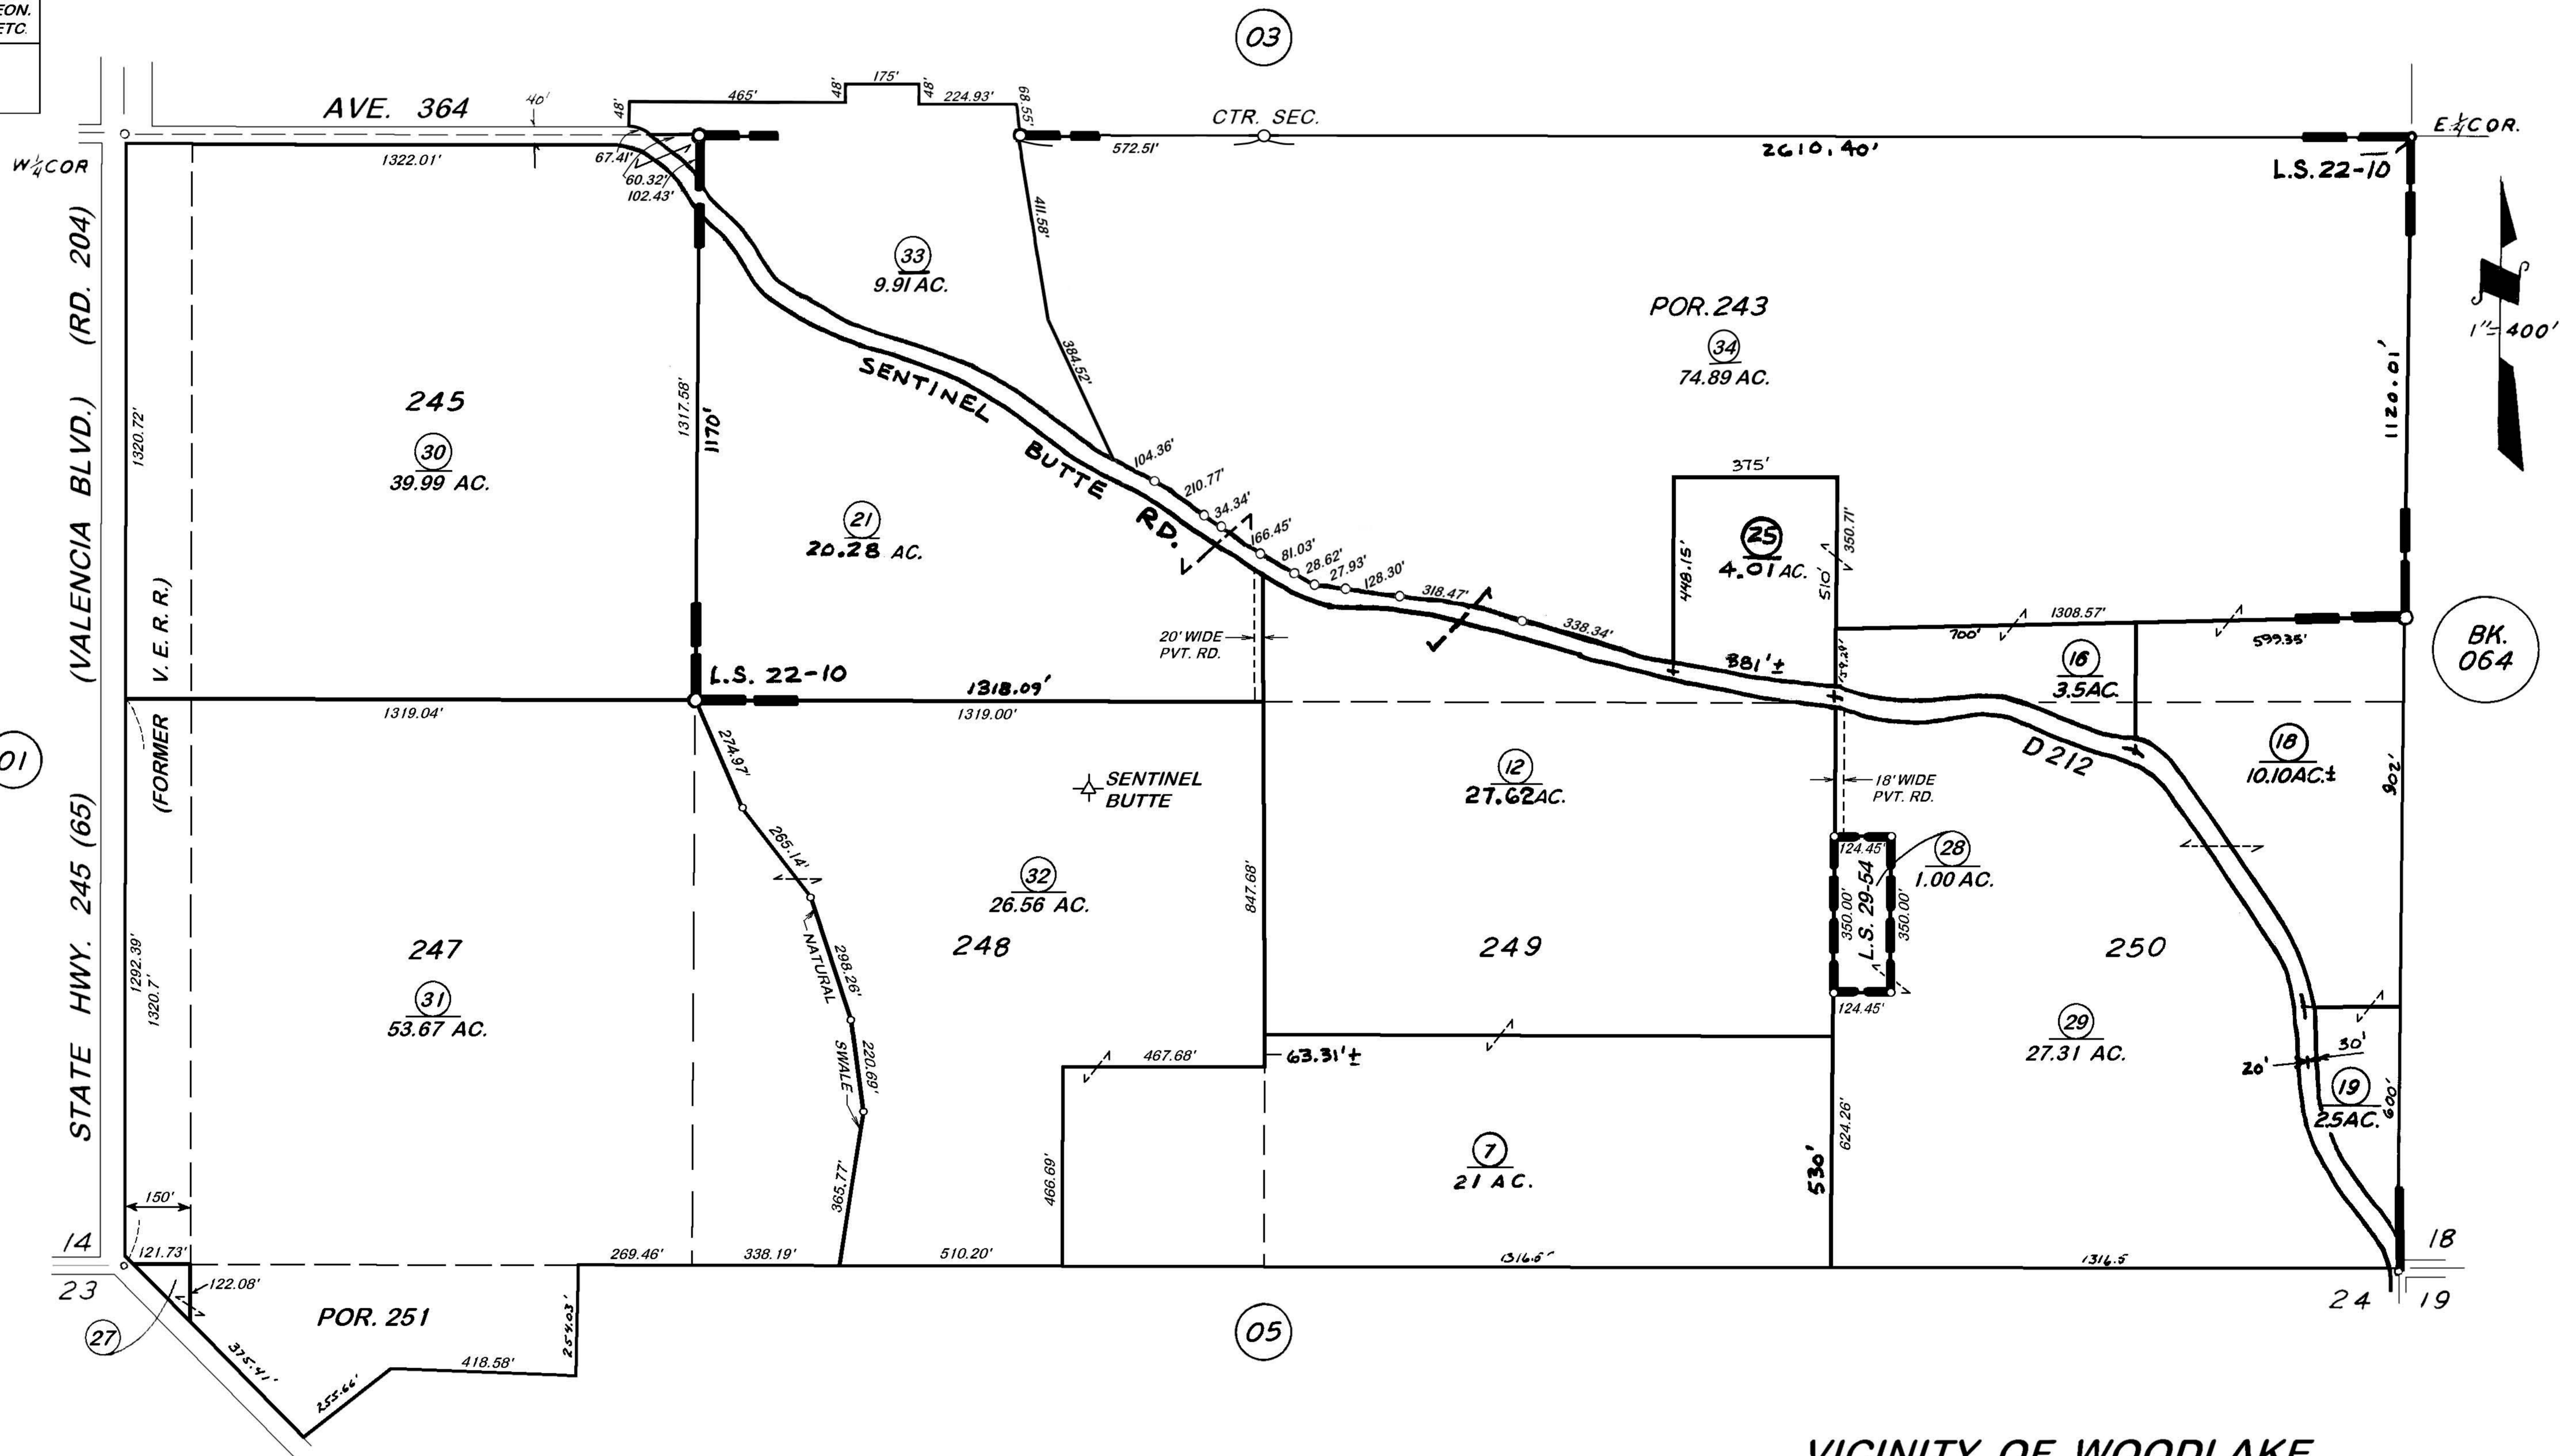 EON.
ETC.
03
AVE. 364
40'
48'
465'
48'
175'
48'
224.93'
68.55'
572.51'
CTR. SEC.
2610.40'
E.¼COR.
L.S. 22-10
W¼COR
1322.01'
67.41'
60.32'
102.43'
411.58'
384.52'
33
9.91 AC.
POR. 243
34
74.89 AC.
1"=400'
1120.01'
STATE HWY. 245 (65) (VALENCIA BLVD.) (RD. 204)
1320.72'
245
30
39.99 AC.
1317.58'
1170'
SENTINEL BUTTE RD.
21
20.28 AC.
104.36'
210.77'
34.34'
166.45'
81.03'
28.62'
27.93'
128.30'
318.47'
338.34'
375'
448.15'
25
4.01 AC.
510'
350.71'
381'±
700'
1308.57'
599.35'
16
3.5AC.
BK.
064
20' WIDE
PVT. RD.
(FORMER V. E. R. R.)
L.S. 22-10
1318.09'
1319.04'
1319.00'
01
274.97'
265.14'
298.26'
220.69'
365.77'
NATURAL
SWALE
SENTINEL
BUTTE
12
27.62AC.
18' WIDE
PVT. RD.
D212
18
10.10AC.±
902'
32
26.56 AC.
248
847.68'
249
124.45'
350.00'
L.S. 29-54
350.00'
124.45'
28
1.00 AC.
250
29
27.31 AC.
1292.39'
1320.7'
247
31
53.67 AC.
467.68'
63.31'±
466.69'
7
21 AC.
530'
624.26'
20'
30'
19
2.5AC.
600'
150'
14
121.73'
269.46'
338.19'
510.20'
1316.5'
1316.5
18
23
122.08'
27
POR. 251
254.03'
375.41'
255.66'
418.58'
05
24
19
VICINITY OF WOODLAKE